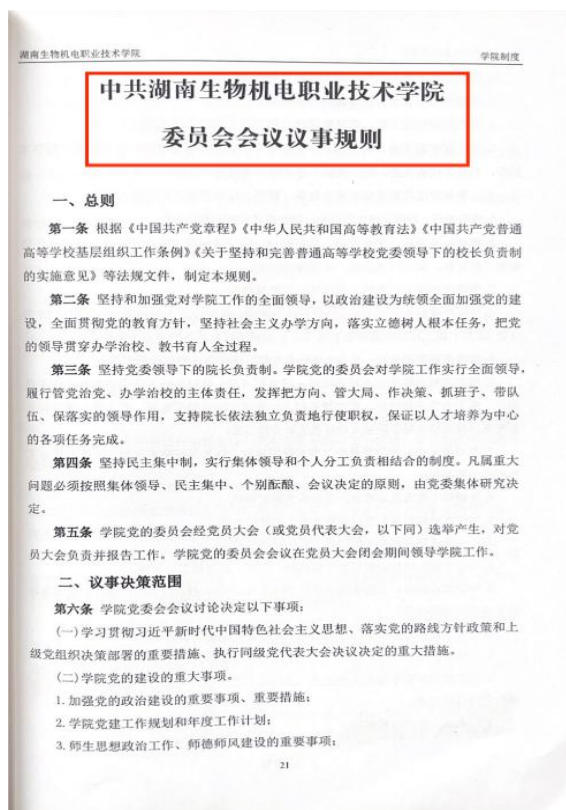 湖南生物机电职业技术学院 学院制度
中共湖南生物机电职业技术学院
委员会会议议事规则
一、总则
第一条 根据《中国共产党章程》《中华人民共和国高等教育法》《中国共产党普通
高等学校基层组织工作条例》《关于坚持和完善普通高等学校党委领导下的校长负责制
的实施意见》等法规文件，制定本规则。
第二条 坚持和加强党对学院工作的全面领导，以政治建设为统领全面加强党的建
设，全面贯彻党的教育方针，坚持社会主义办学方向，落实立德树人根本任务，把党
的领导贯穿办学治校、教书育人全过程。
第三条 坚持党委领导下的院长负责制。学院党的委员会对学院工作实行全面领导，
履行管党治党、办学治校的主体责任，发挥把方向、管大局、作决策、抓班子、带队
伍、保落实的领导作用，支持院长依法独立负责地行使职权，保证以人才培养为中心
的各项任务完成。
第四条 坚持民主集中制，实行集体领导和个人分工负责相结合的制度。凡属重大
问题必须按照集体领导、民主集中、个别酝酿、会议决定的原则，由党委集体研究决
定。
第五条 学院党的委员会经党员大会（或党员代表大会，以下同）选举产生，对党
员大会负责并报告工作。学院党的委员会会议在党员大会闭会期间领导学院工作。
二、议事决策范围
第六条 学院党委会会议讨论决定以下事项：
(一)学习贯彻习近平新时代中国特色社会主义思想、落实党的路线方针政策和上
级党组织决策部署的重要措施、执行同级党代表大会决议决定的重大措施。
(二)学院党的建设的重大事项。
1.加强党的政治建设的重要事项、重要措施；
2.学院党建工作规划和年度工作计划；
3.师生思想政治工作、师德师风建设的重要事项；
21